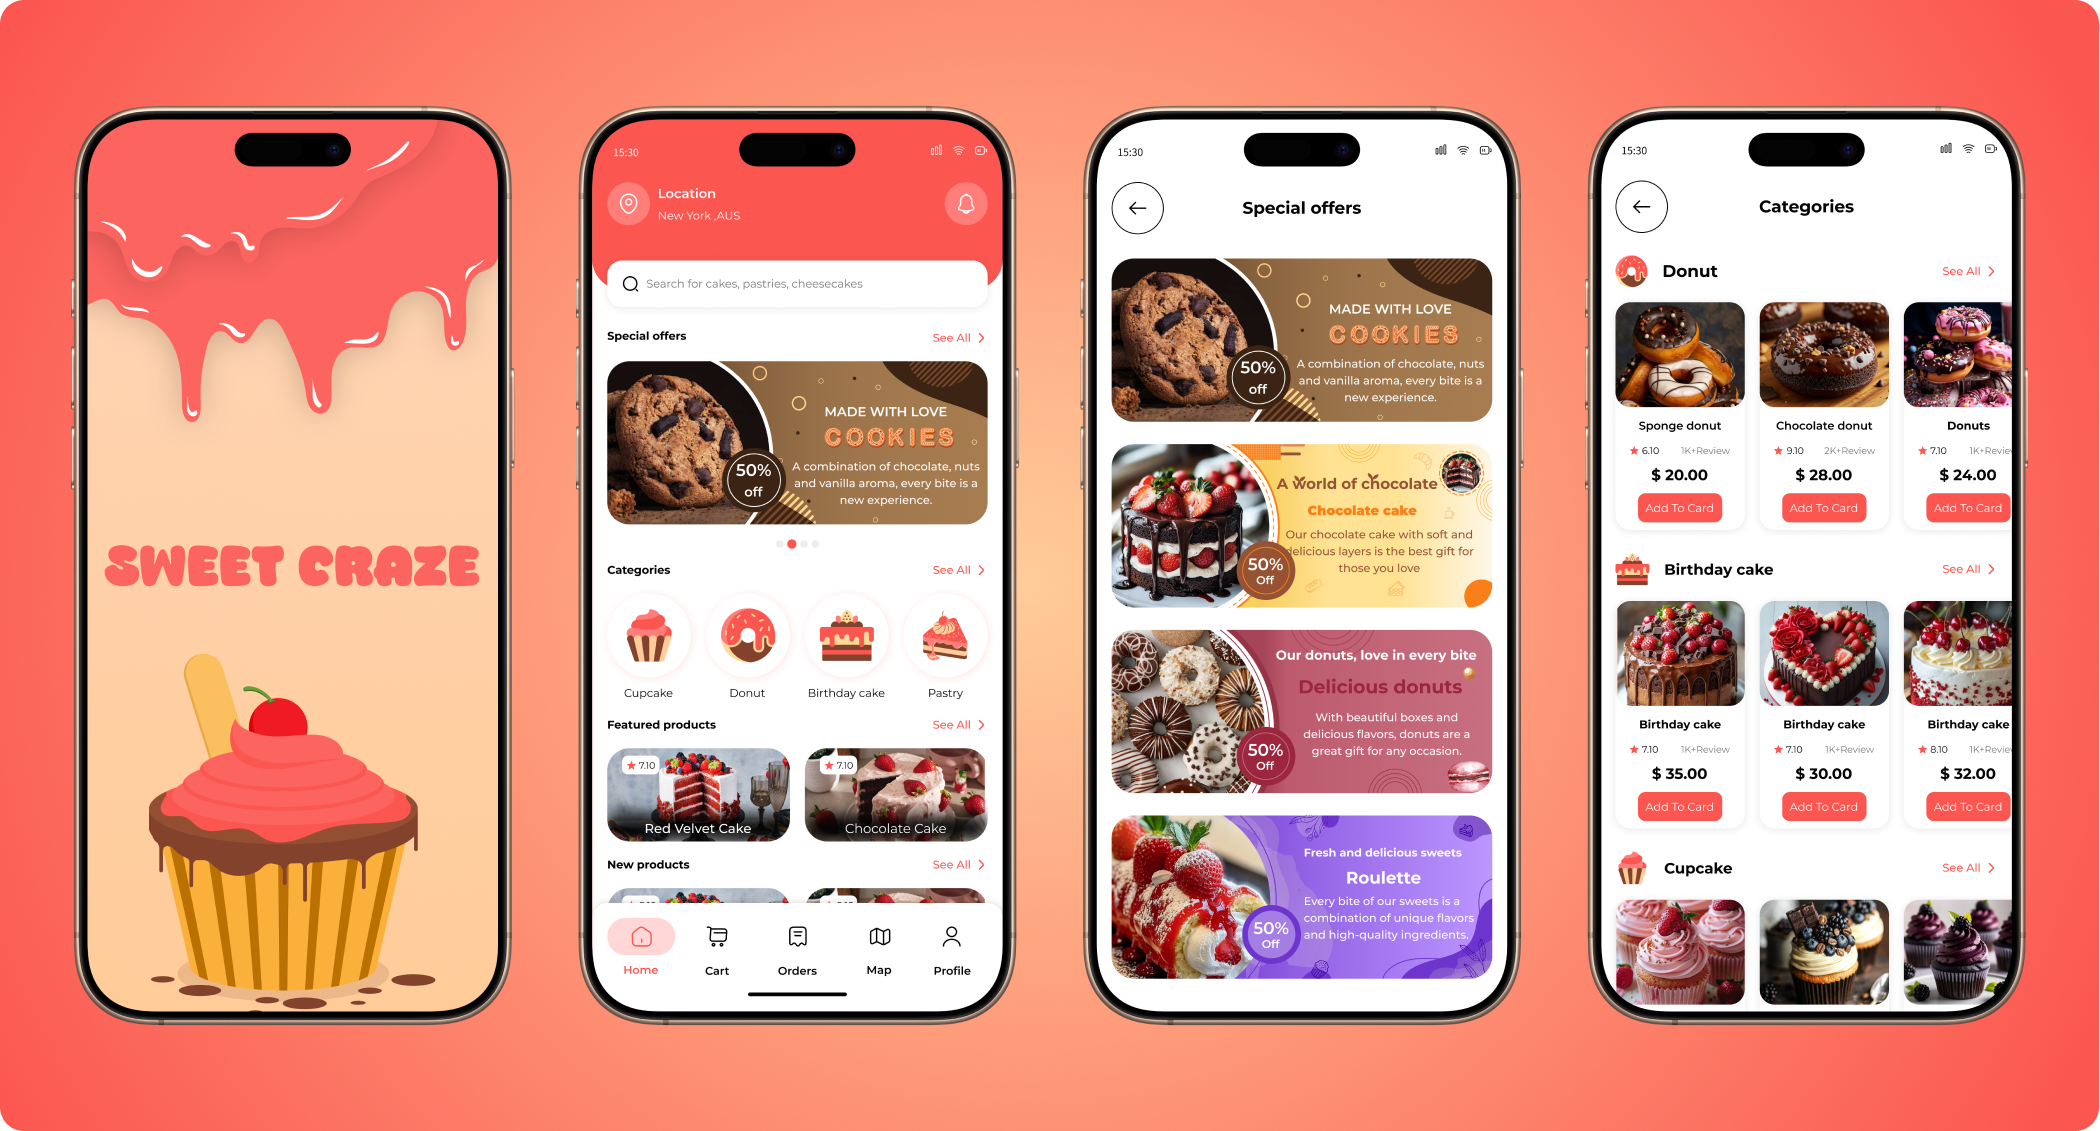 SWEET CRAZE
15:30
Location
New York ,AUS
Search for cakes, pastries, cheesecakes
Special offers
See All
MADE WITH LOVE
COOKIES
A combination of chocolate, nuts
and vanilla aroma, every bite is a
new experience.
50%
off
Categories
See All
Cupcake
Donut
Birthday cake
Pastry
Featured products
See All
7.10
Red Velvet Cake
7.10
Chocolate Cake
New products
See All
Home
Cart
Orders
Map
Profile
15:30
Special offers
MADE WITH LOVE
COOKIES
A combination of chocolate, nuts
and vanilla aroma, every bite is a
new experience.
50%
off
A World of chocolate
Chocolate cake
Our chocolate cake with soft and
delicious layers is the best gift for
those you love
50%
Off
Our donuts, love in every bite
Delicious donuts
With beautiful boxes and
delicious flavors, donuts are a
great gift for any occasion.
50%
Off
Fresh and delicious sweets
Roulette
Every bite of our sweets is a
combination of unique flavors
and high-quality ingredients.
50%
Off
15:30
Categories
Donut
See All
Sponge donut
6.10
1K+Review
$ 20.00
Add To Card
Chocolate donut
9.10
2K+Review
$ 28.00
Add To Card
Donuts
7.10
1K+Revie
$ 24.00
Add To Card
Birthday cake
See All
Birthday cake
7.10
1K+Review
$ 35.00
Add To Card
Birthday cake
7.10
1K+Review
$ 30.00
Add To Card
Birthday cake
8.10
1K+Revie
$ 32.00
Add To Card
Cupcake
See All